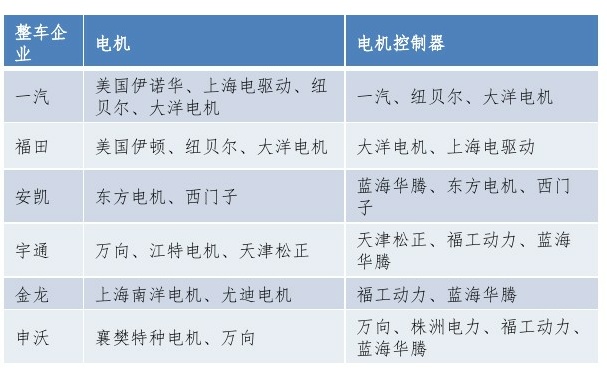 整车企业
电机
电机控制器
一汽
美国伊诺华、上海电驱动、纽
贝尔、大洋电机
一汽、纽贝尔、大洋电机
福田
美国伊顿、纽贝尔、大洋电机
大洋电机、上海电驱动
安凯
东方电机、西门子
蓝海华腾、东方电机、西门
子
宇通
万向、江特电机、天津松正
天津松正、福工动力、蓝海
华腾
金龙
上海南洋电机、尤迪电机
福工动力、蓝海华腾
申沃
襄樊特种电机、万向
万向、株洲电力、福工动力、
蓝海华腾